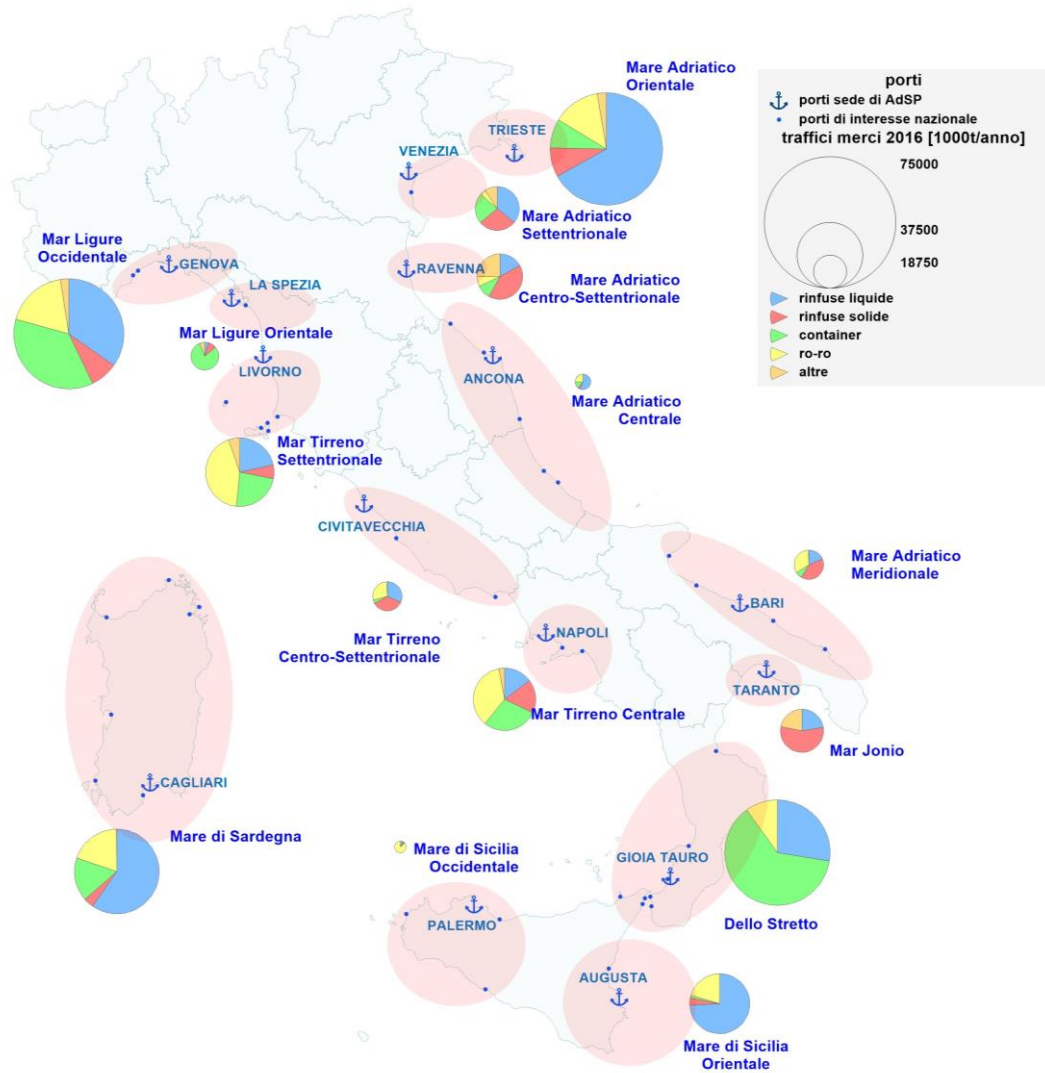 Mare Adriatico
Orientale
TRIESTE
VENEZIA
Mare Adriatico
Settentrionale
Mar Ligure
Occidentale
GENOVA
RAVENNA
Mare Adriatico
Centro-Settentrionale
LA SPEZIA
Mar Ligure Orientale
LIVORNO
ANCONA
Mare Adriatico
Centrale
Mar Tirreno
Settentrionale
CIVITAVECCHIA
Mare Adriatico
Meridionale
BARI
Mar Tirreno
Centro-Settentrionale
NAPOLI
TARANTO
Mar Tirreno Centrale
Mar Jonio
CAGLIARI
Mare di Sardegna
Mare di Sicilia
Occidentale
GIOIA TAURO
PALERMO
Dello Stretto
AUGUSTA
Mare di Sicilia
Orientale
porti
porti sede di AdSP
porti di interesse nazionale
traffici merci 2016 [1000t/anno]
75000
37500
18750
rinfuse liquide
rinfuse solide
container
ro-ro
altre